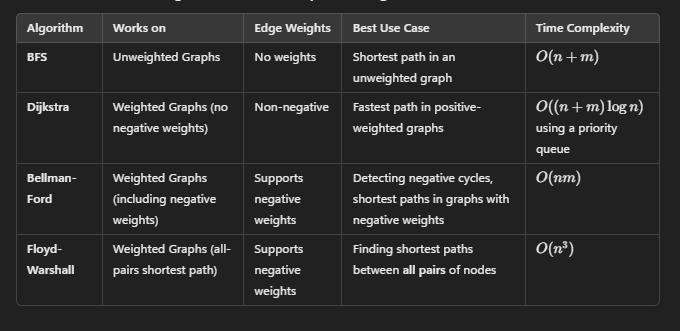 Algorithm Works on Edge Weights Best Use Case Time Complexity
BFS Unweighted Graphs No weights Shortest path in an O(n + m)
unweighted graph
Dijkstra Weighted Graphs (no Non-negative Fastest path in positive- O((n + m) log n)
negative weights) weighted graphs using a priority
queue
Bellman- Weighted Graphs Supports Detecting negative cycles, O(nm)
Ford (including negative negative shortest paths in graphs with
weights) weights negative weights
Floyd- Weighted Graphs (all- Supports Finding shortest paths O(n³)
Warshall pairs shortest path) negative between all pairs of nodes
weights